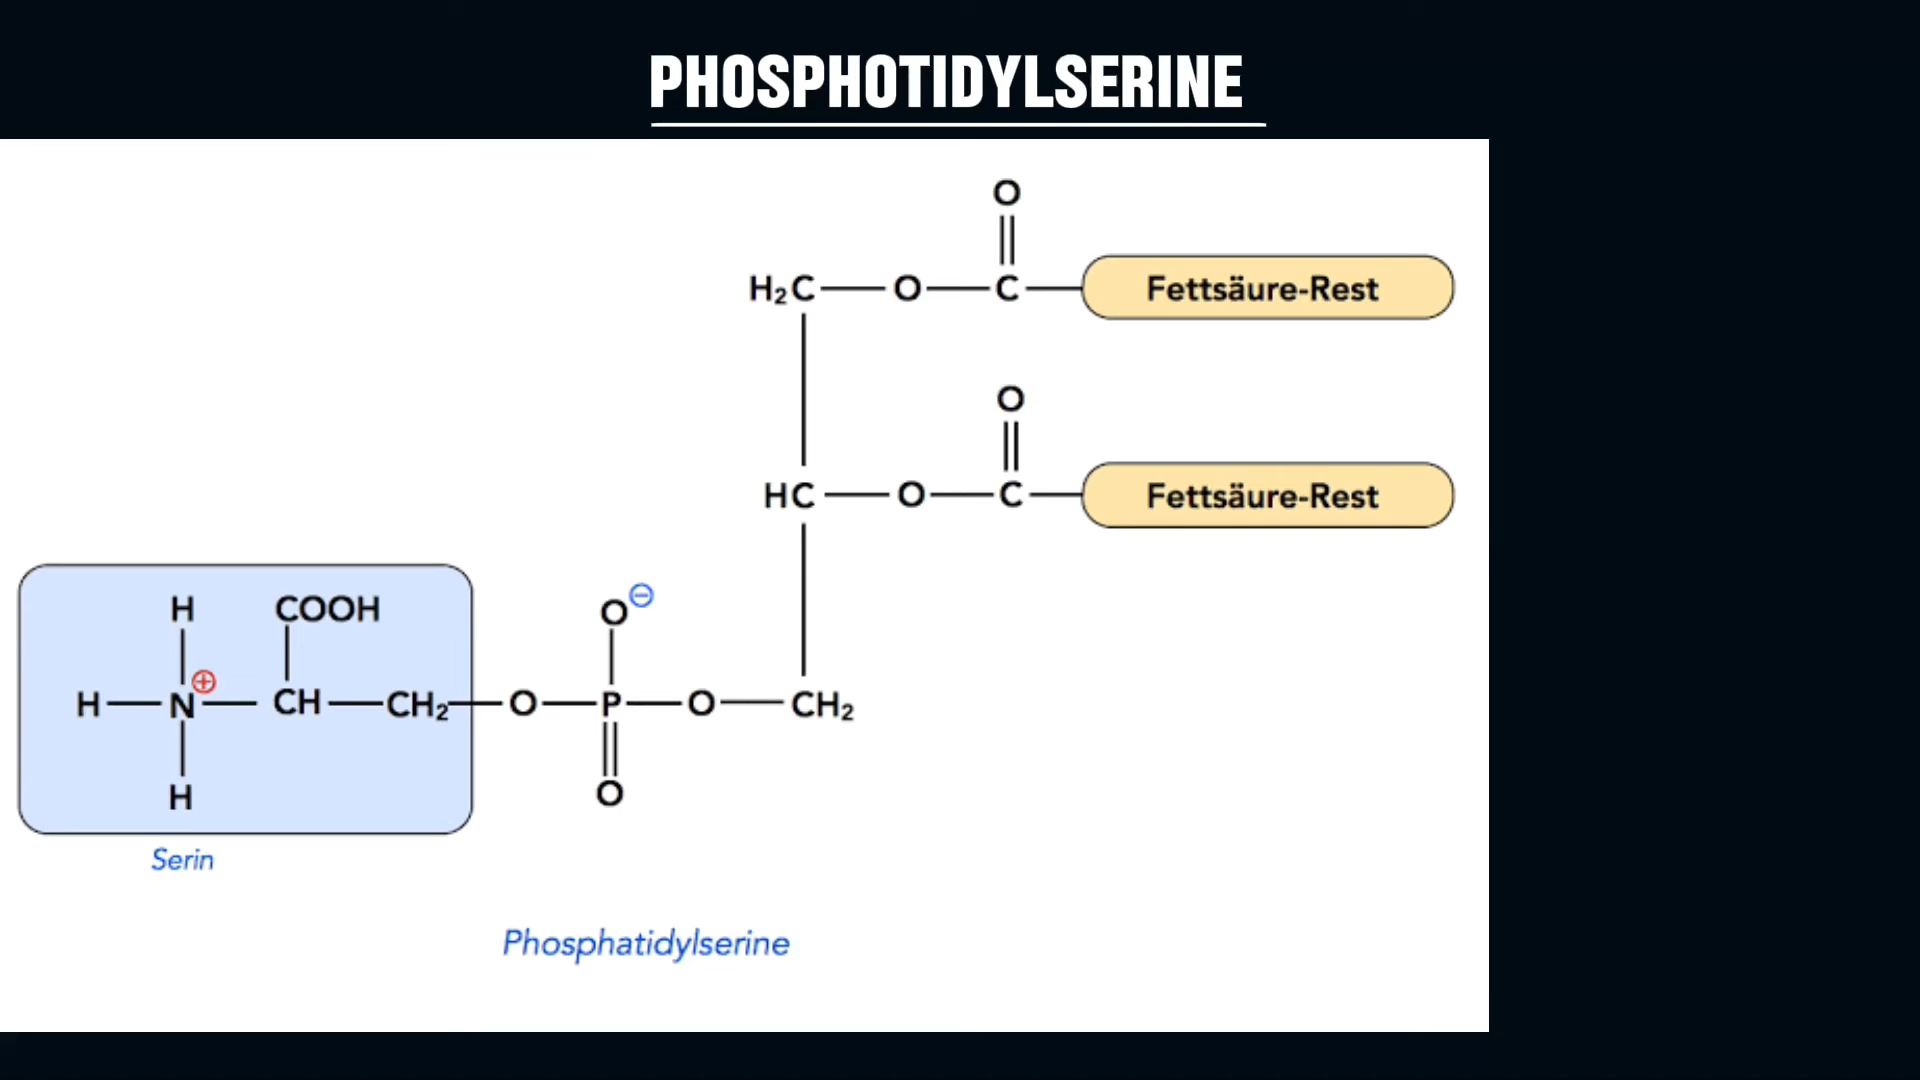 PHOSPHOTIDYLSERINE
O
H₂C O C Fettsäure-Rest
O
HC O C Fettsäure-Rest
H COOH O⊖
H N⊕ CH CH₂ O P O CH₂
H O
Serin
Phosphatidylserine